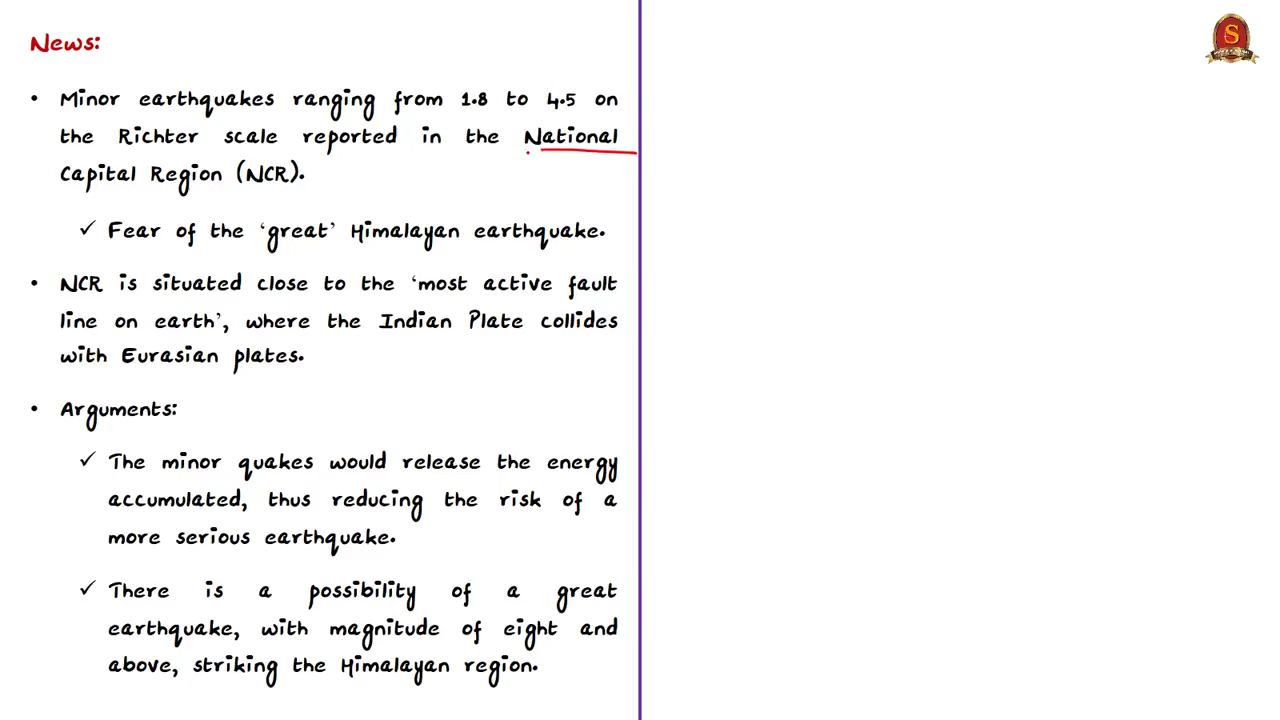 News:
• Minor earthquakes ranging from 1.8 to 4.5 on
the Richter scale reported in the National
Capital Region (NCR).
✓ Fear of the ‘great’ Himalayan earthquake.
• NCR is situated close to the ‘most active fault
line on earth’, where the Indian Plate collides
with Eurasian plates.
• Arguments:
✓ The minor quakes would release the energy
accumulated, thus reducing the risk of a
more serious earthquake.
✓ There is a possibility of a great
earthquake, with magnitude of eight and
above, striking the Himalayan region.
S